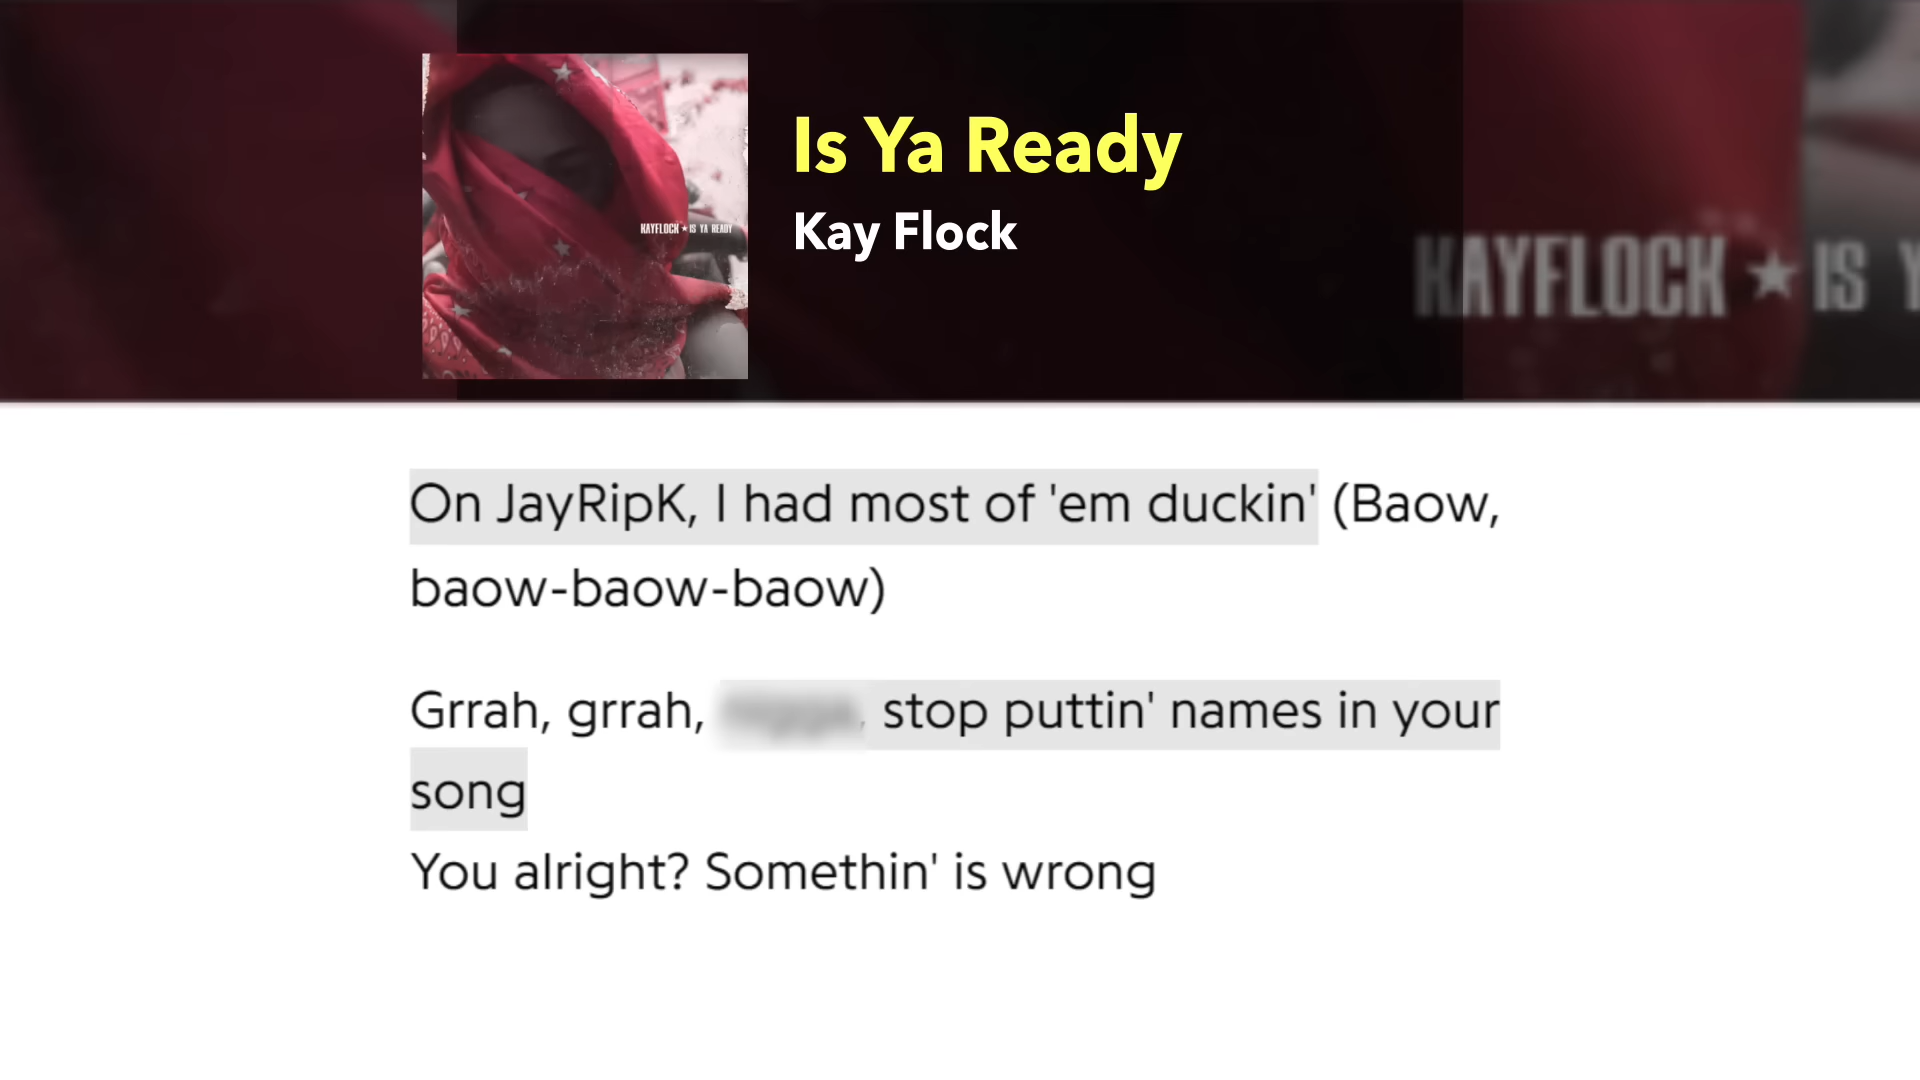 Is Ya Ready
Kay Flock
KAYFLOCK ★ IS YA READY
KAYFLOCK ★ IS Y
On JayRipK, I had most of 'em duckin' (Baow,
baow-baow-baow)
Grrah, grrah, , stop puttin' names in your
song
You alright? Somethin' is wrong